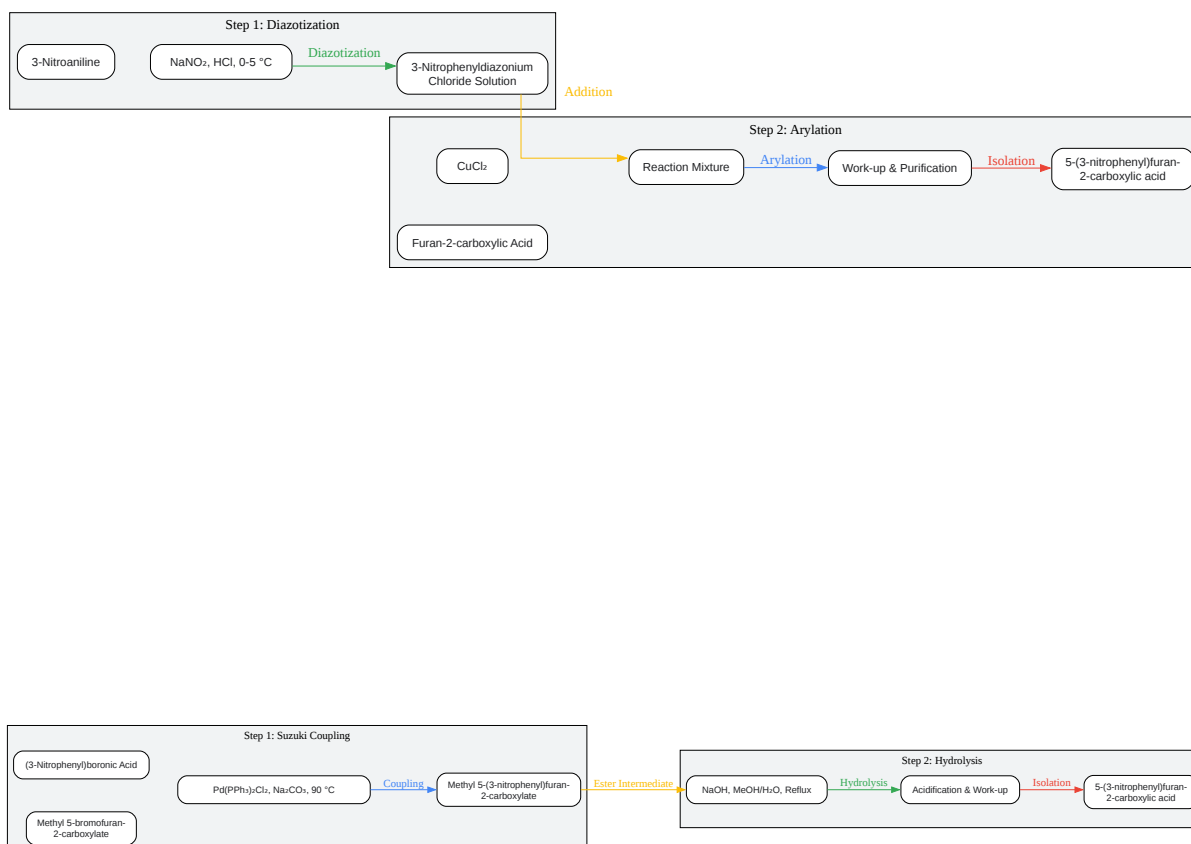 Step 1: Diazotization
3-Nitroaniline
NaNO₂, HCl, 0-5 °C
Diazotization
3-Nitrophenyldiazonium
Chloride Solution
Addition
Step 2: Arylation
CuCl₂
Reaction Mixture
Arylation
Work-up & Purification
Isolation
5-(3-nitrophenyl)furan-
2-carboxylic acid
Furan-2-carboxylic Acid
Step 1: Suzuki Coupling
(3-Nitrophenyl)boronic Acid
Pd(PPh₃)₂Cl₂, Na₂CO₃, 90 °C
Coupling
Methyl 5-(3-nitrophenyl)furan-
2-carboxylate
Methyl 5-bromofuran-
2-carboxylate
Ester Intermediate
Step 2: Hydrolysis
NaOH, MeOH/H₂O, Reflux
Hydrolysis
Acidification & Work-up
Isolation
5-(3-nitrophenyl)furan-
2-carboxylic acid